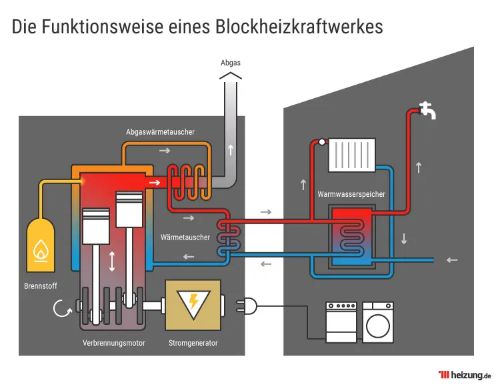 Die Funktionsweise eines Blockheizkraftwerkes
Abgas
Abgaswärmetauscher
Warmwasserspeicher
Wärmetauscher
Brennstoff
Verbrennungsmotor
Stromgenerator
heizung.de